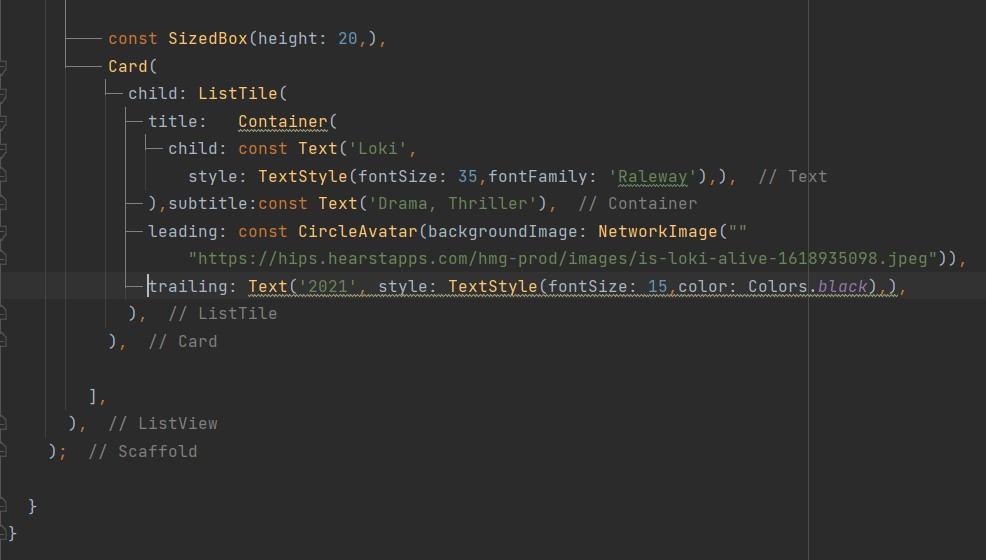 const SizedBox(height: 20,),
Card(
child: ListTile(
title:   Container(
child: const Text('Loki',
style: TextStyle(fontSize: 35,fontFamily: 'Raleway'),),  // Text
),subtitle:const Text('Drama, Thriller'),  // Container
leading: const CircleAvatar(backgroundImage: NetworkImage(""
"https://hips.hearstapps.com/hmg-prod/images/is-loki-alive-1618935098.jpeg")),
trailing: Text('2021', style: TextStyle(fontSize: 15,color: Colors.black),),
),  // ListTile
),  // Card
],
),  // ListView
);  // Scaffold
}
}